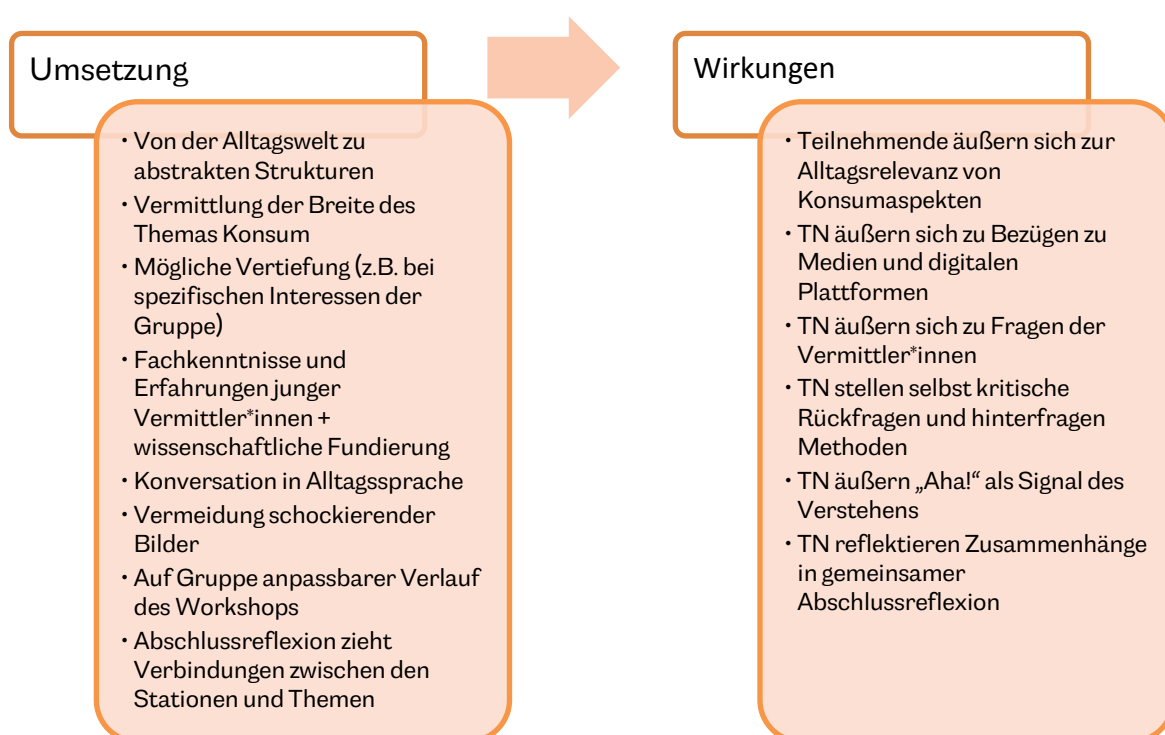 Umsetzung
· Von der Alltagswelt zu
abstrakten Strukturen
· Vermittlung der Breite des
Themas Konsum
· Mögliche Vertiefung (z.B. bei
spezifischen Interessen der
Gruppe)
· Fachkenntnisse und
Erfahrungen junger
Vermittler*innen +
wissenschaftliche Fundierung
· Konversation in Alltagssprache
· Vermeidung schockierender
Bilder
· Auf Gruppe anpassbarer Verlauf
des Workshops
· Abschlussreflexion zieht
Verbindungen zwischen den
Stationen und Themen
Wirkungen
· Teilnehmende äußern sich zur
Alltagsrelevanz von
Konsumaspekten
· TN äußern sich zu Bezügen zu
Medien und digitalen
Plattformen
· TN äußern sich zu Fragen der
Vermittler*innen
· TN stellen selbst kritische
Rückfragen und hinterfragen
Methoden
· TN äußern „Aha!“ als Signal des
Verstehens
· TN reflektieren Zusammenhänge
in gemeinsamer
Abschlussreflexion